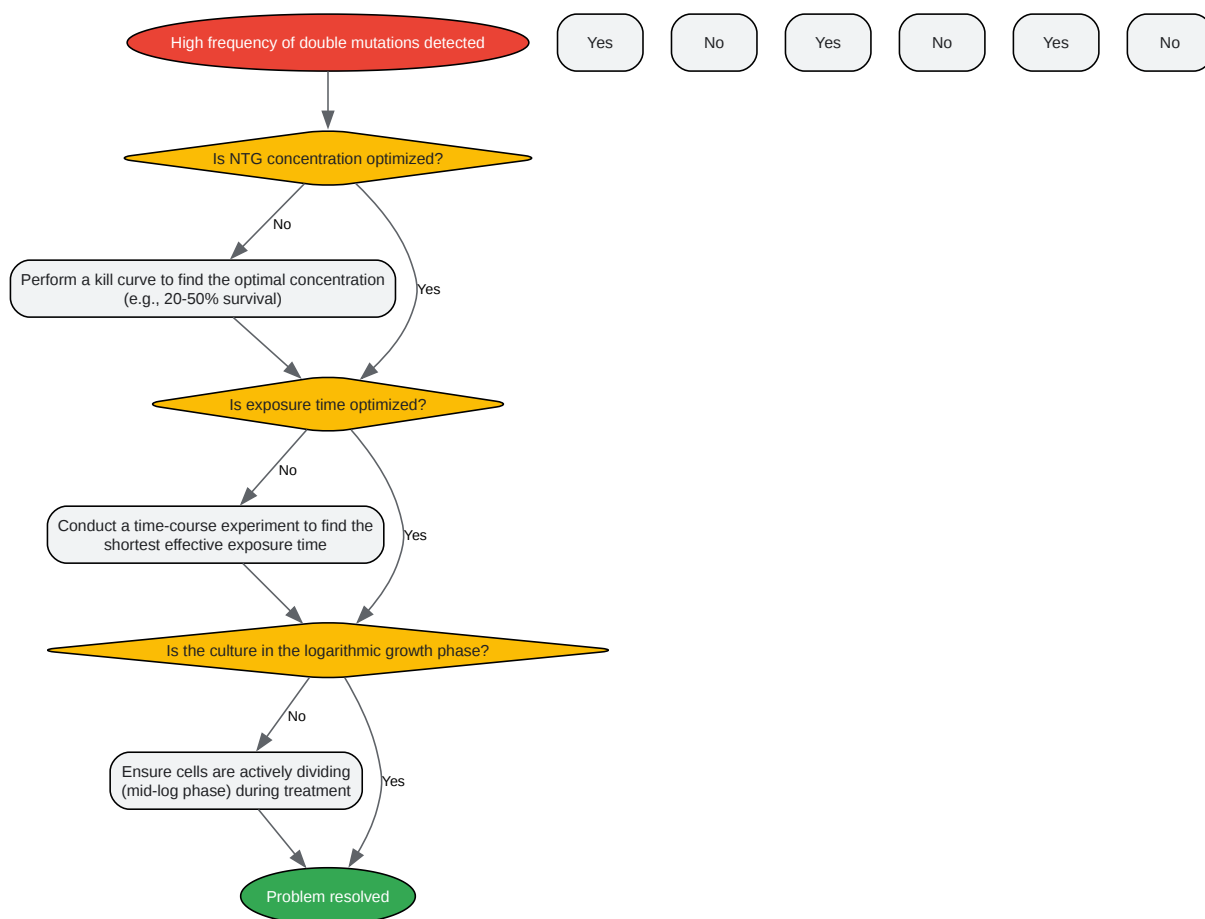 High frequency of double mutations detected
Yes
No
Yes
No
Yes
No
Is NTG concentration optimized?
No
Perform a kill curve to find the optimal concentration
(e.g., 20-50% survival)
Yes
Is exposure time optimized?
No
Conduct a time-course experiment to find the
shortest effective exposure time
Yes
Is the culture in the logarithmic growth phase?
No
Ensure cells are actively dividing
(mid-log phase) during treatment
Yes
Problem resolved